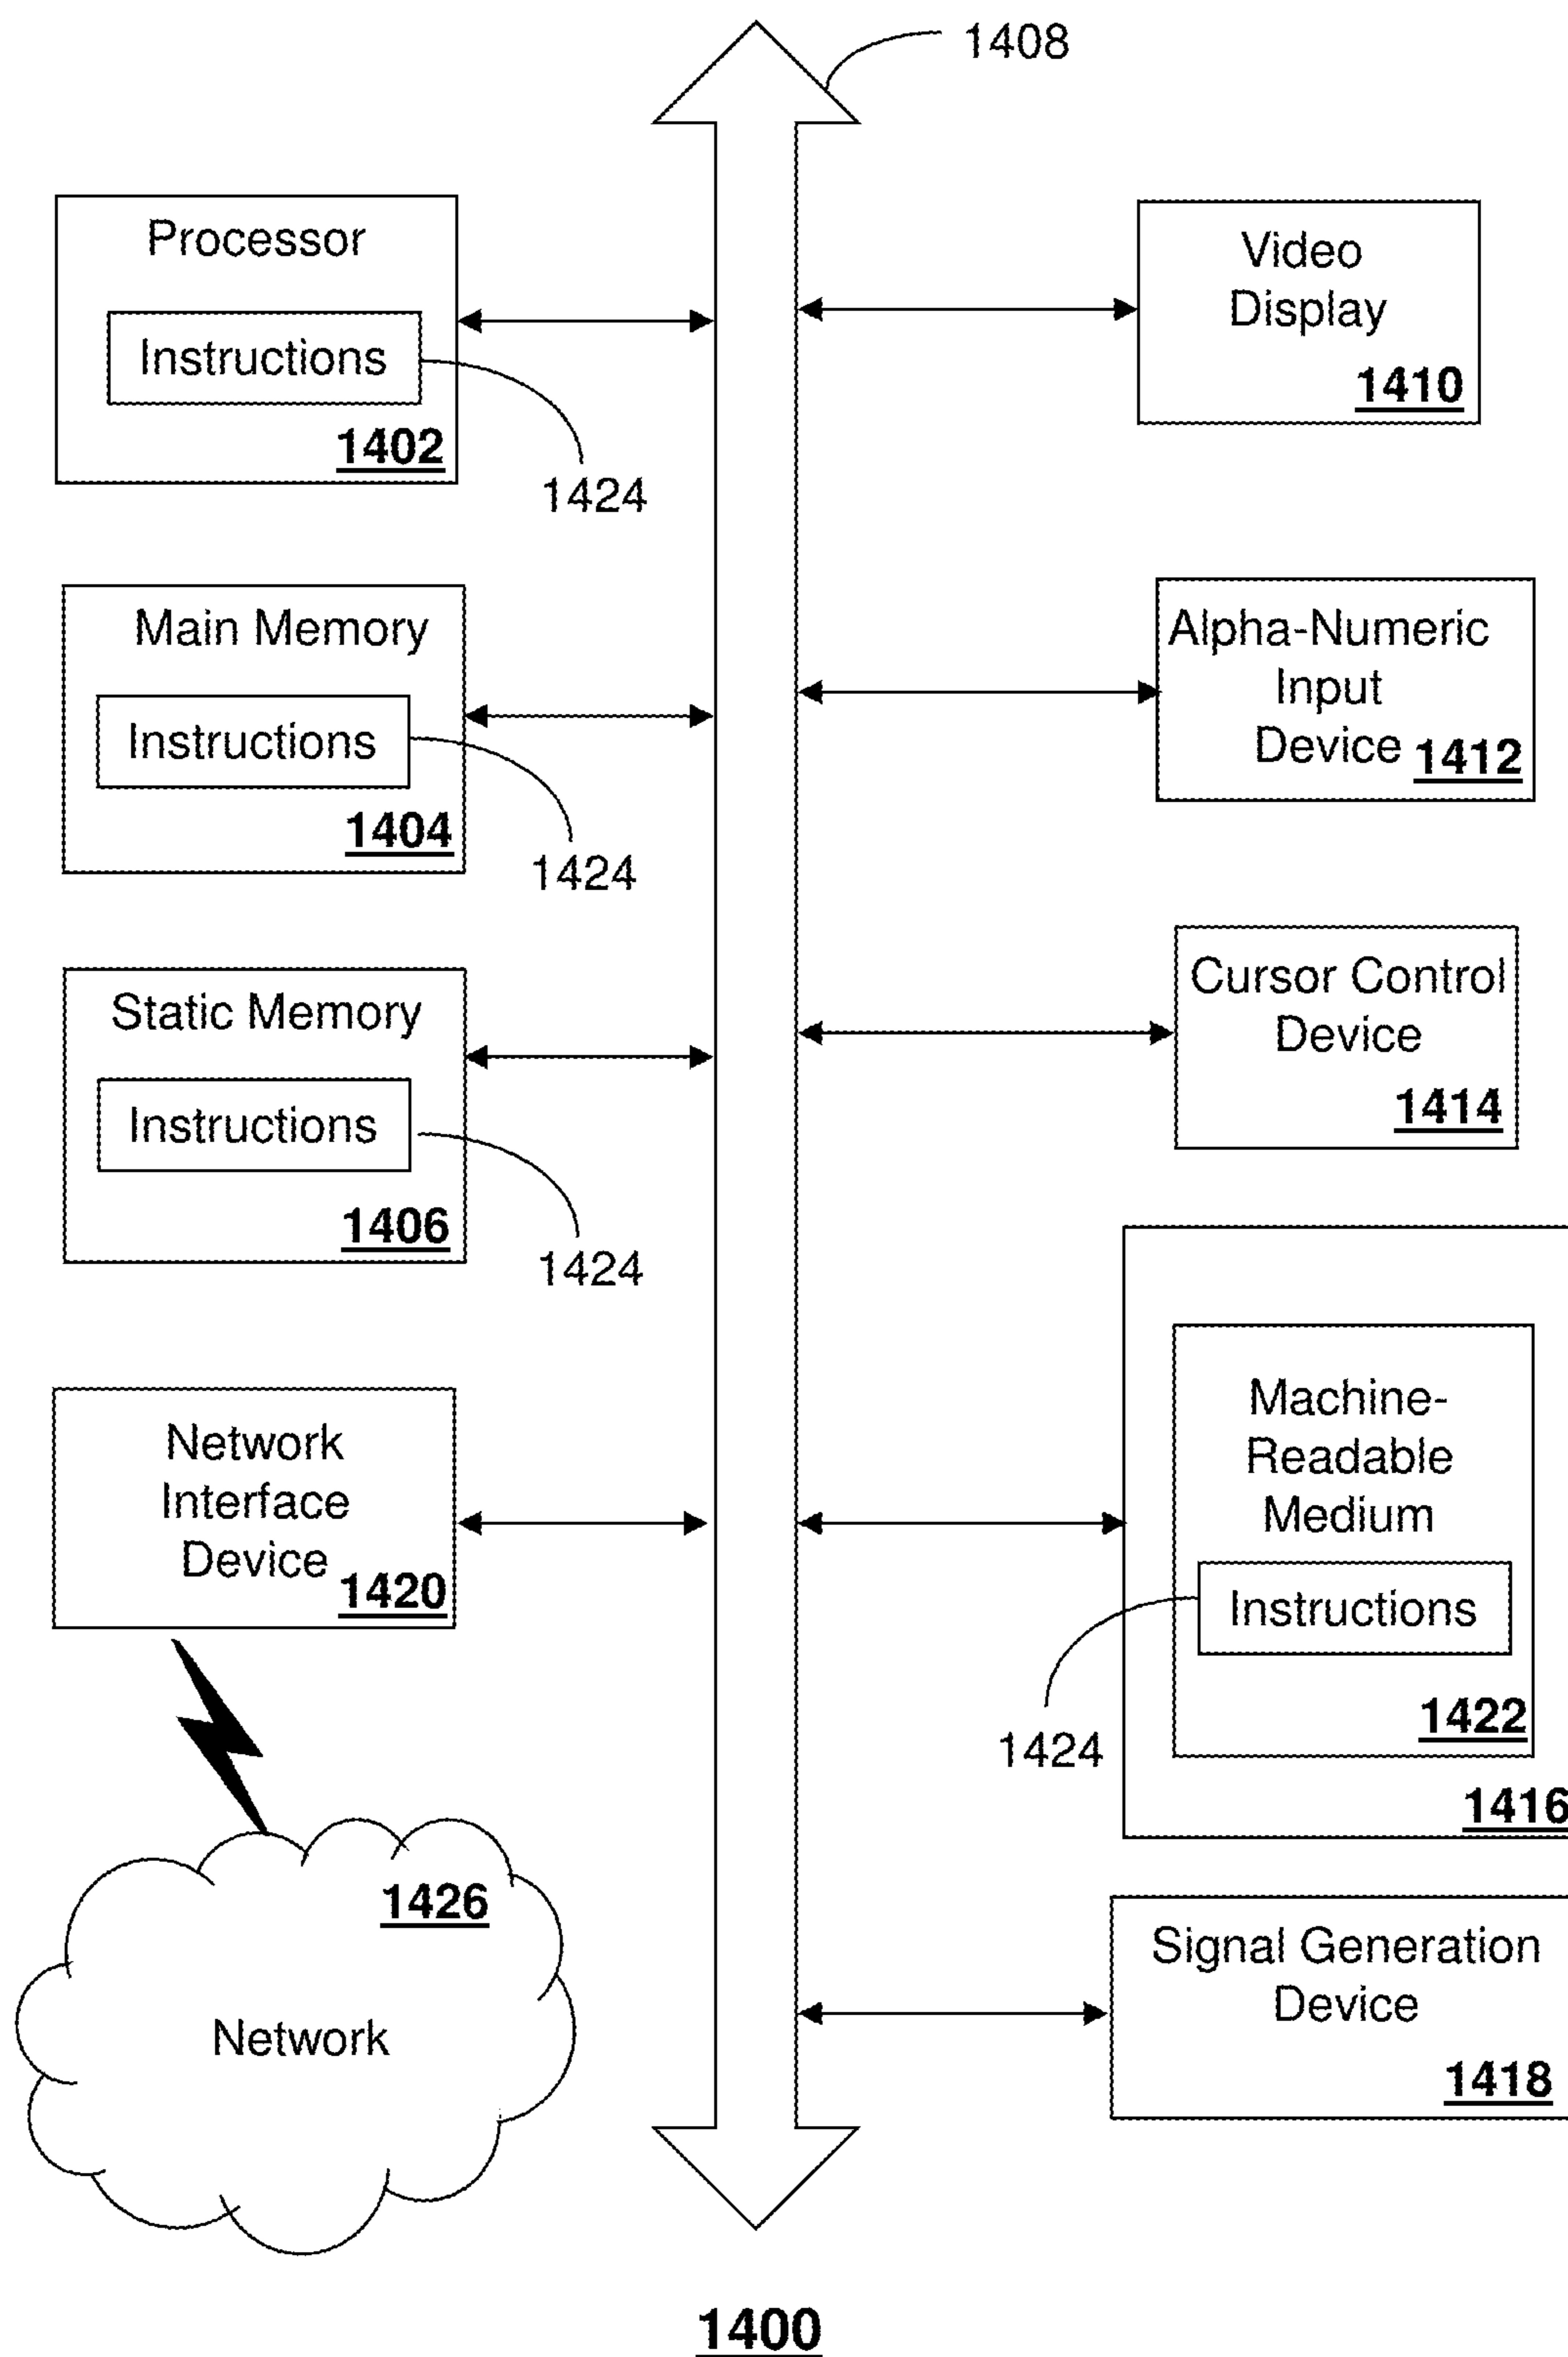 1408
Processor
Instructions
1402
1424
Main Memory
Instructions
1404
1424
Static Memory
Instructions
1406
1424
Network
Interface
Device
1420
1426
Network
Video
Display
1410
Alpha-Numeric
Input
Device 1412
Cursor Control
Device
1414
Machine-
Readable
Medium
Instructions
1422
1424
1416
Signal Generation
Device
1418
1400